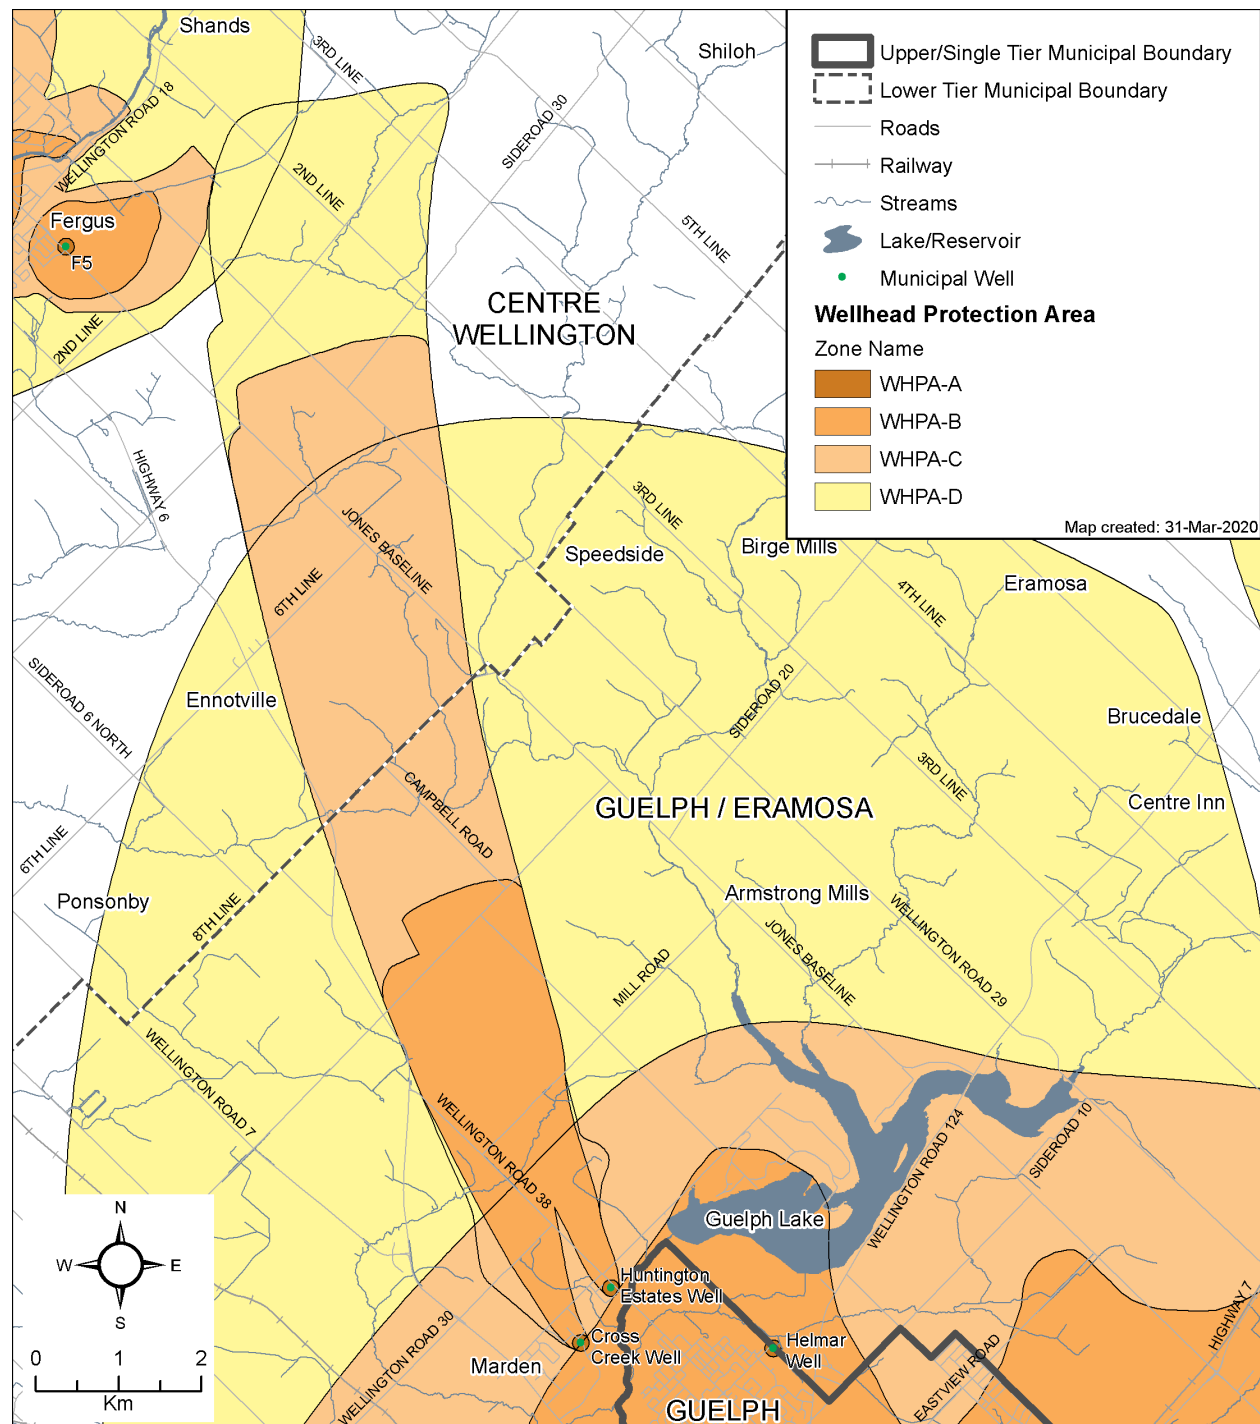 Shands
3RD LINE
Shiloh
WELLINGTON ROAD 18
SIDEROAD 30
2ND LINE
5TH LINE
Fergus
F5
2ND LINE
CENTRE
WELLINGTON
Upper/Single Tier Municipal Boundary
Lower Tier Municipal Boundary
Roads
Railway
Streams
Lake/Reservoir
Municipal Well
Wellhead Protection Area
Zone Name
WHPA-A
WHPA-B
WHPA-C
WHPA-D
Map created: 31-Mar-2020
HIGHWAY 6
JONES BASELINE
6TH LINE
3RD LINE
Speedside
Birge Mills
4TH LINE
Eramosa
SIDEROAD 6 NORTH
Ennotville
SIDEROAD 20
Brucedale
3RD LINE
Centre Inn
CAMPBELL ROAD
GUELPH / ERAMOSA
6TH LINE
Ponsonby
8TH LINE
Armstrong Mills
WELLINGTON ROAD 29
JONES BASELINE
MILL ROAD
WELLINGTON ROAD 7
WELLINGTON ROAD 38
WELLINGTON ROAD 124
SIDEROAD 10
Guelph Lake
N
W
E
S
Huntington
Estates Well
Cross
Creek Well
Helmar
Well
HIGHWAY 7
EASTVIEW ROAD
WELLINGTON ROAD 30
Marden
GUELPH
0 1 2
Km